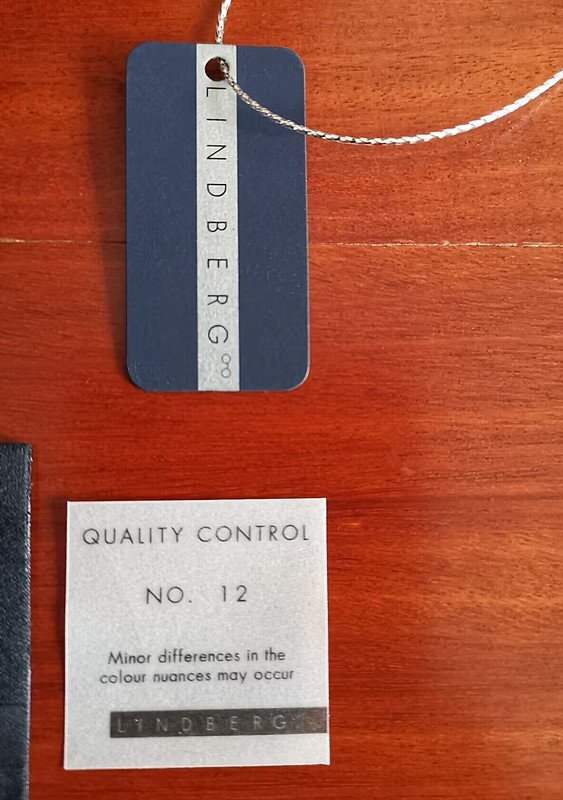 LINDBERG
QUALITY CONTROL
NO. 12
Minor differences in the
colour nuances may occur
LINDBERG